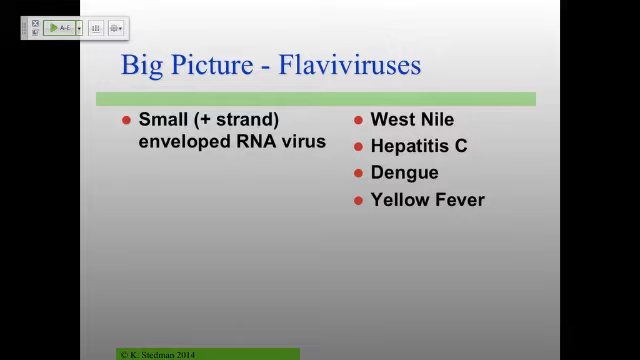 A-E
Big Picture - Flaviviruses
Small (+ strand)
enveloped RNA virus
West Nile
Hepatitis C
Dengue
Yellow Fever
© K. Stedman 2014